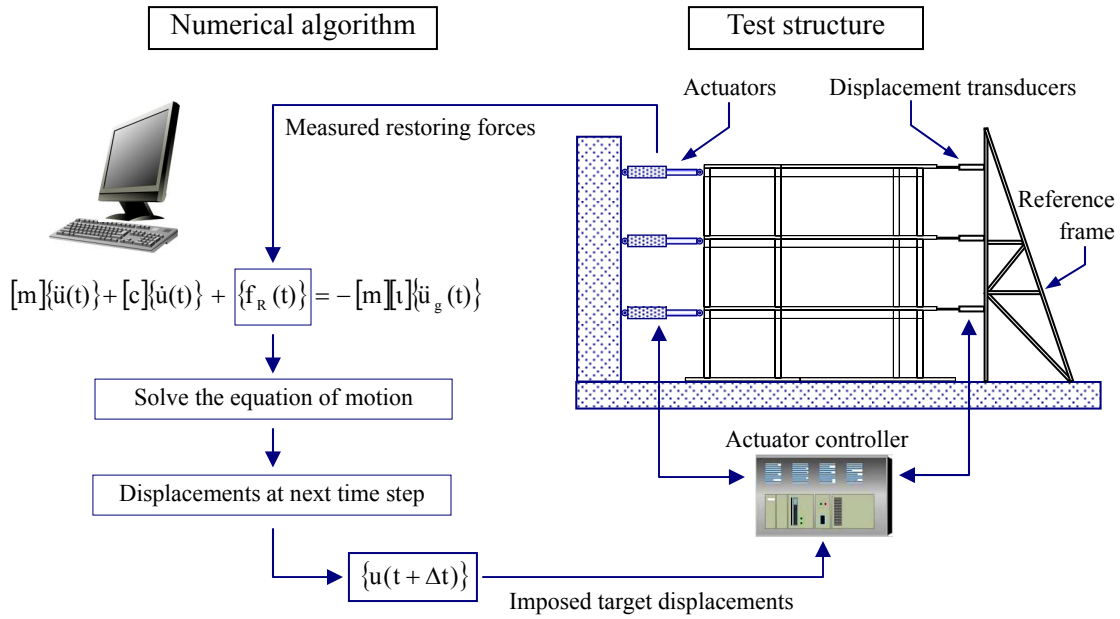 Numerical algorithm
Test structure
Actuators
Displacement transducers
Measured restoring forces
Reference
frame
[m]{ü(t)}+[c]{u̇(t)} + {f_R(t)} = −[m][ι]{ü_g(t)}
Solve the equation of motion
Actuator controller
Displacements at next time step
{u(t + Δt)}
Imposed target displacements